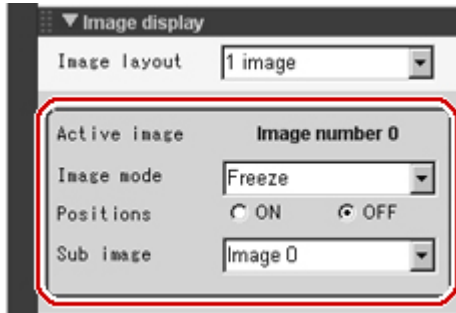 ▼ Image display
Image layout 1 image
Active image Image number 0
Image mode Freeze
Positions ON OFF
Sub image Image 0